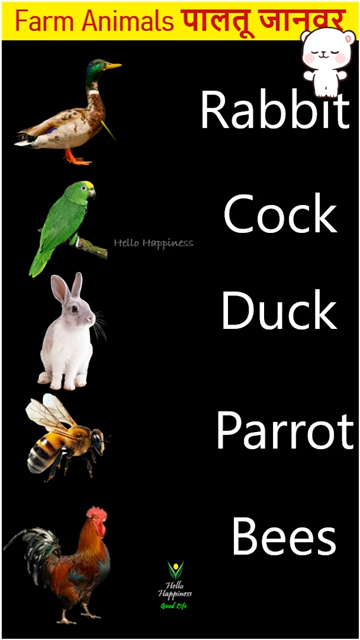 Farm Animals पालतू जानवर
Rabbit
Cock
Hello Happiness
Duck
Parrot
Bees
Hello
Happiness
Good Life